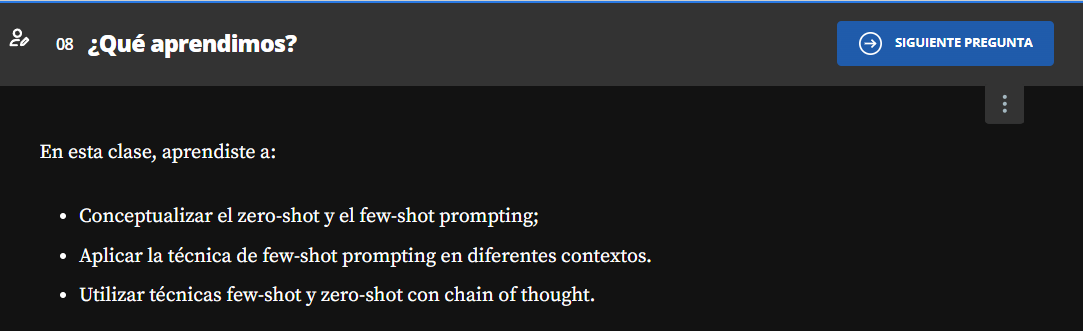 08 ¿Qué aprendimos?
SIGUIENTE PREGUNTA
En esta clase, aprendiste a:
• Conceptualizar el zero-shot y el few-shot prompting;
• Aplicar la técnica de few-shot prompting en diferentes contextos.
• Utilizar técnicas few-shot y zero-shot con chain of thought.